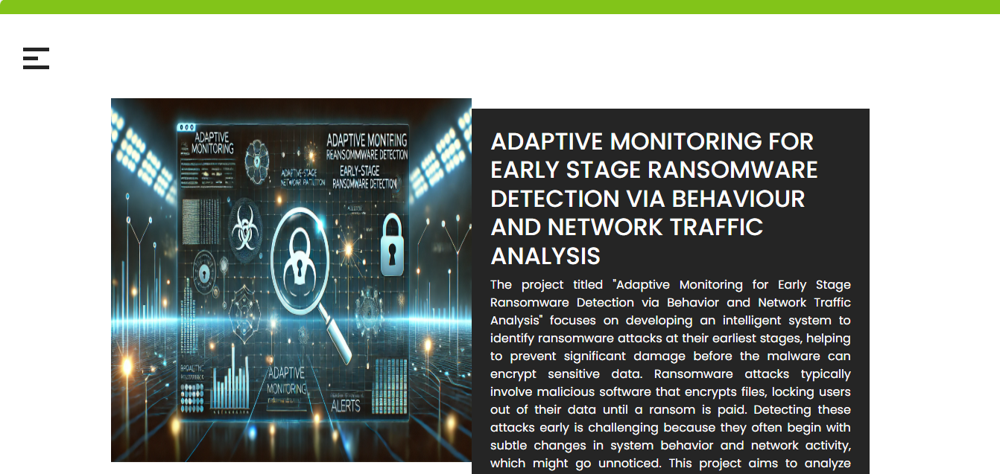 ADAPTIVE
MONITORING
ADAPTIVE MONITFING
REANSOMMWARE DETECTION
EARLY-STAGE
RANSOMWARE DETECTION
ADAPTIVE-STAGE
ADAPTIVE
MONITORING
ALERTS
ADAPTIVE MONITORING FOR
EARLY STAGE RANSOMWARE
DETECTION VIA BEHAVIOUR
AND NETWORK TRAFFIC
ANALYSIS
The project titled "Adaptive Monitoring for Early Stage
Ransomware Detection via Behavior and Network Traffic
Analysis" focuses on developing an intelligent system to
identify ransomware attacks at their earliest stages, helping
to prevent significant damage before the malware can
encrypt sensitive data. Ransomware attacks typically
involve malicious software that encrypts files, locking users
out of their data until a ransom is paid. Detecting these
attacks early is challenging because they often begin with
subtle changes in system behavior and network activity,
which might go unnoticed. This project aims to analyze